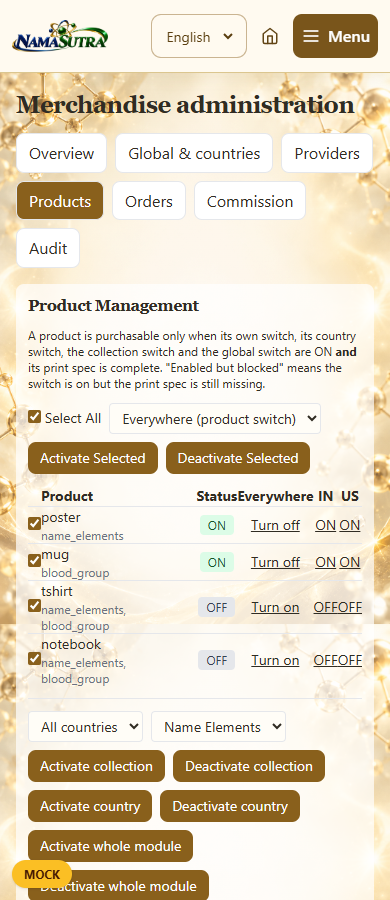 NAMASUTRA
English
Menu
Merchandise administration
Overview Global & countries Providers
Products Orders Commission
Audit
Product Management
A product is purchasable only when its own switch, its country
switch, the collection switch and the global switch are ON and
its print spec is complete. "Enabled but blocked" means the
switch is on but the print spec is still missing.
Select All Everywhere (product switch)
Activate Selected Deactivate Selected
Product Status Everywhere IN US
poster
name_elements
ON Turn off ON ON
mug
blood_group
ON Turn off ON ON
tshirt
name_elements,
blood_group
OFF Turn on OFF OFF
notebook
name_elements,
blood_group
OFF Turn on OFF OFF
All countries Name Elements
Activate collection Deactivate collection
Activate country Deactivate country
Activate whole module
MOCK
Deactivate whole module